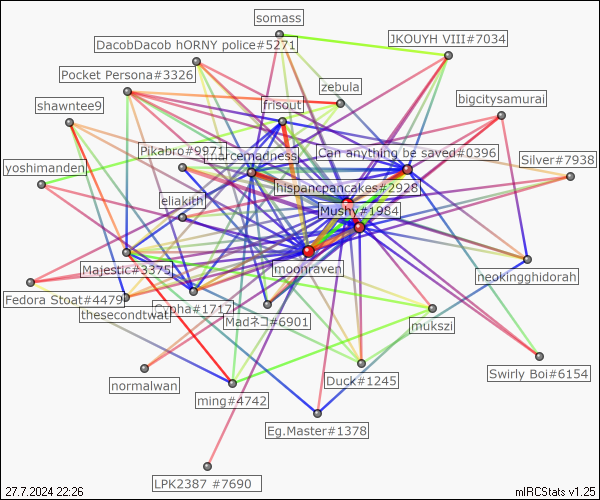 somass
JKOUYH VIII#7034
DacobDacob hORNY police#5271
Pocket Persona#3326
zebula
bigcitysamurai
shawntee9
frisout
Pikabro#9971
marcemadness
Can anything be saved#0396
Silver#7938
yoshimanden
hispancpancakes#2928
eliakith
Mushy#1984
Majestic#3375
moonraven
neokingghidorah
Fedora Stoat#4479
thesecondtwat
#1717
Madネコ#6901
mukszi
normalwan
Duck#1245
Swirly Boi#6154
ming#4742
Eg.Master#1378
LPK2387 #7690
27.7.2024 22:26
mIRCStats v1.25